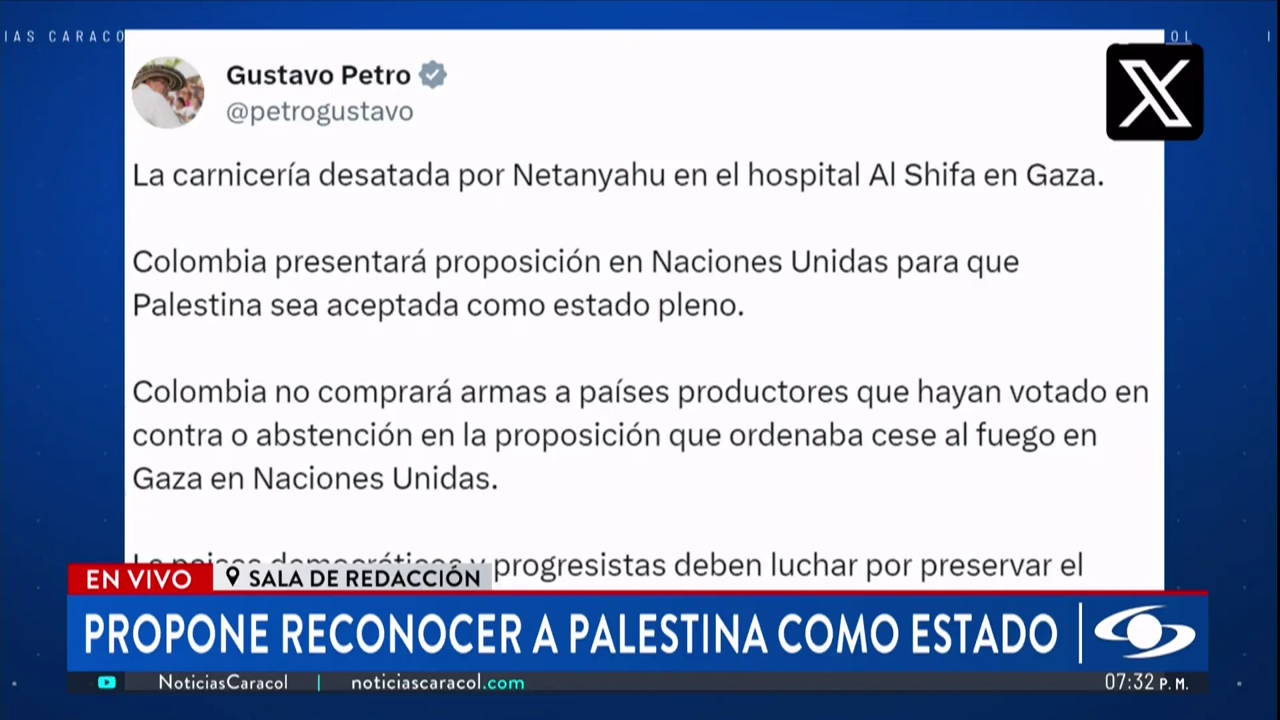 IAS CARACO
OL
Gustavo Petro
@petrogustavo
La carnicería desatada por Netanyahu en el hospital Al Shifa en Gaza.
Colombia presentará proposición en Naciones Unidas para que
Palestina sea aceptada como estado pleno.
Colombia no comprará armas a países productores que hayan votado en
contra o abstención en la proposición que ordenaba cese al fuego en
Gaza en Naciones Unidas.
progresistas deben luchar por preservar el
EN VIVO
SALA DE REDACCIÓN
PROPONE RECONOCER A PALESTINA COMO ESTADO
NoticiasCaracol | noticiascaracol.com
07:32 P. M.